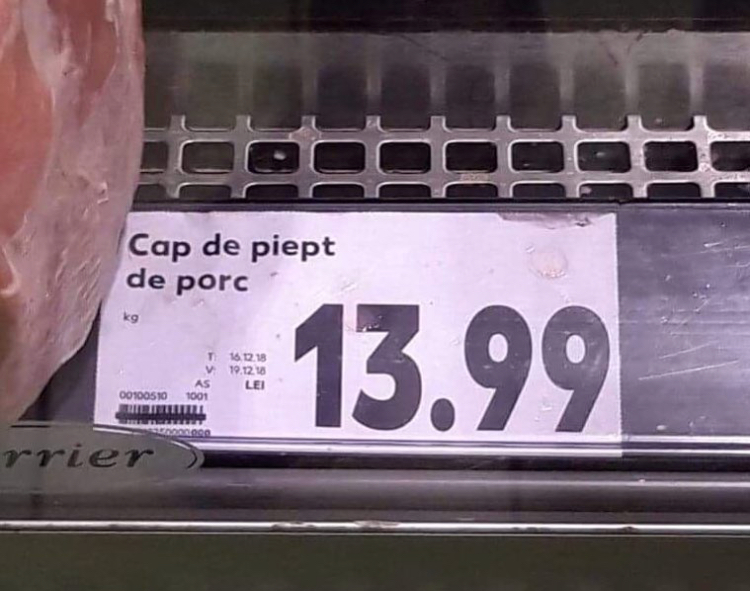 Cap de piept
de porc
kg
13.99
T: 16.12.18
V: 19.12.18
AS LEI
00100510 1001
rrier